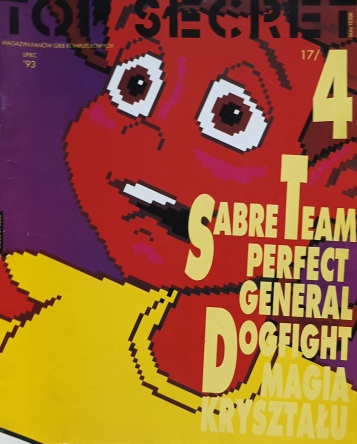 TOP SECRET
MAGAZYN FANÓW GIER KOMPUTEROWYCH
LIPIEC
'93
17/4
SABRE TEAM
PERFECT
GENERAL
DOGFIGHT
MAGIA
KRYSZTAŁU